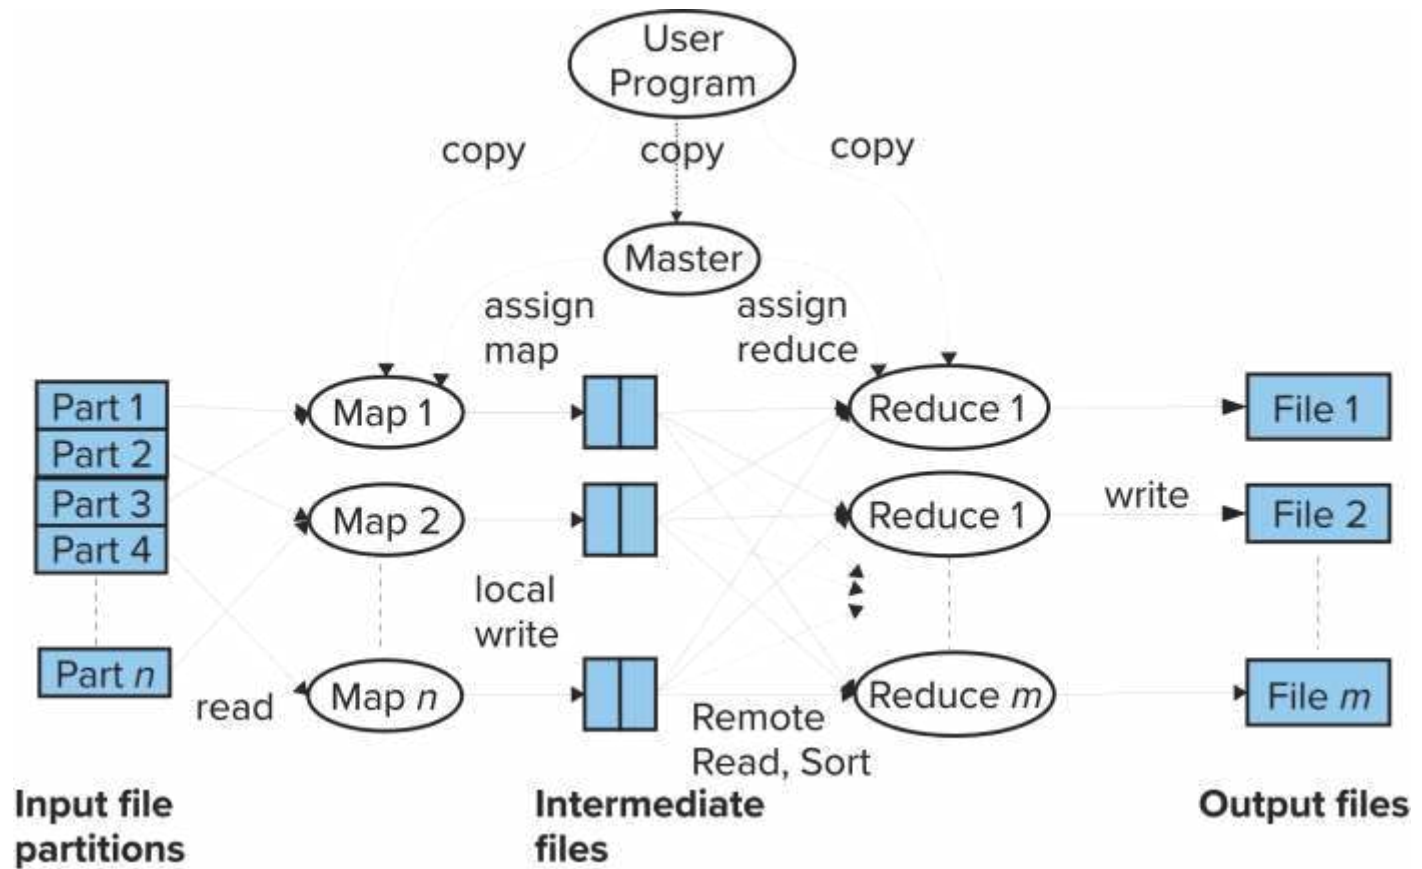 User
Program
copy
copy
copy
Master
assign
map
assign
reduce
Part 1
Part 2
Part 3
Part 4
Part n
Map 1
Map 2
Map n
Reduce 1
Reduce 1
Reduce m
File 1
File 2
File m
write
local
write
read
Remote
Read, Sort
Input file
partitions
Intermediate
files
Output files